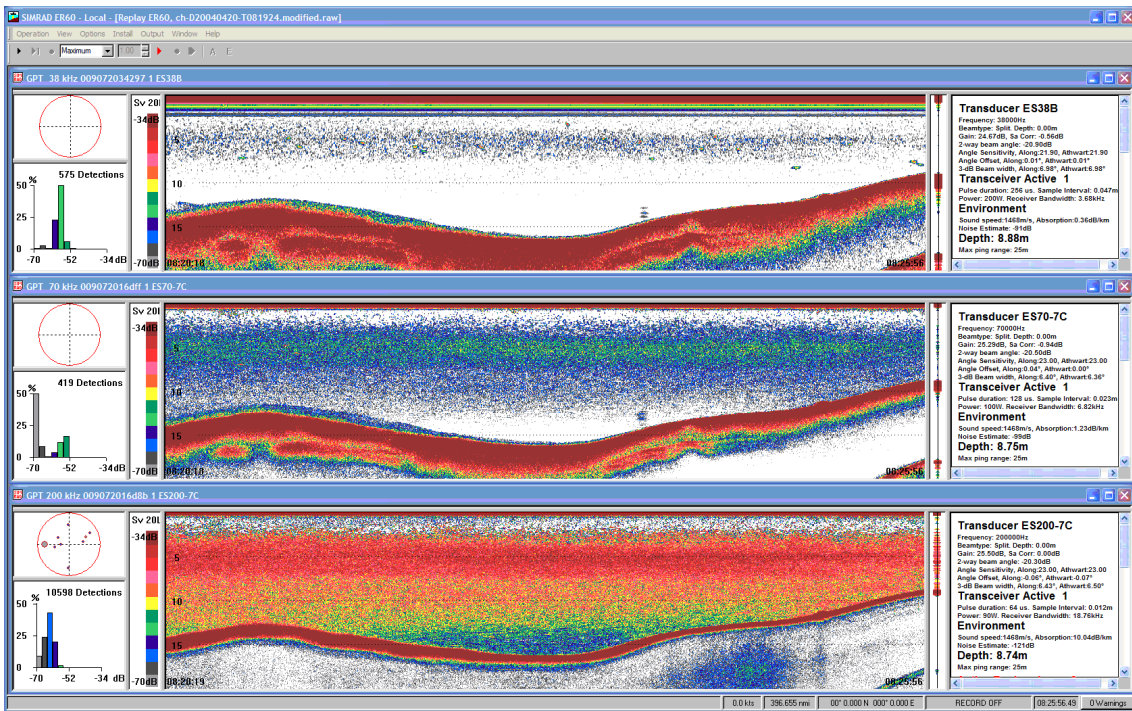 SIMRAD ER60 - Local - [Replay ER60, ch-D20040420-T081924.modified.raw]
Operation View Options Install Output Window Help
Maximum 1.00 A E
GPT 38 kHz 009072034297 1 ES38B
Sv 20l
-34dB
575 Detections
%
50
25
0
-70 -52 -34 dB
-70dB
5
10
15
08:20:18
08:25:56
Transducer ES38B
Frequency: 38000Hz
Beamtype: Split. Depth: 0.00m
Gain: 24.67dB, Sa Corr: -0.56dB
2-way beam angle: -20.90dB
Angle Sensitivity, Along:21.90, Athwart:21.90
Angle Offset, Along:0.01°, Athwart:0.01°
3-dB Beam width, Along:6.98°, Athwart:6.98°
Transceiver Active 1
Pulse duration: 256 us. Sample Interval: 0.047m
Power: 200W. Receiver Bandwidth: 3.68kHz
Environment
Sound speed:1468m/s, Absorption:0.36dB/km
Noise Estimate: -91dB
Depth: 8.88m
Max ping range: 25m
GPT 70 kHz 009072016dff 1 ES70-7C
Sv 20l
-34dB
419 Detections
%
50
25
0
-70 -52 -34 dB
-70dB
5
10
15
08:20:18
08:25:56
Transducer ES70-7C
Frequency: 70000Hz
Beamtype: Split. Depth: 0.00m
Gain: 25.29dB, Sa Corr: -0.94dB
2-way beam angle: -20.50dB
Angle Sensitivity, Along:23.00, Athwart:23.00
Angle Offset, Along:0.04°, Athwart:0.00°
3-dB Beam width, Along:6.40°, Athwart:6.36°
Transceiver Active 1
Pulse duration: 128 us. Sample Interval: 0.023m
Power: 100W. Receiver Bandwidth: 6.82kHz
Environment
Sound speed:1468m/s, Absorption:1.23dB/km
Noise Estimate: -99dB
Depth: 8.75m
Max ping range: 25m
GPT 200 kHz 009072016d8b 1 ES200-7C
Sv 20l
-34dB
10598 Detections
%
50
25
0
-70 -52 -34 dB
-70dB
5
10
15
08:20:19
08:25:56
Transducer ES200-7C
Frequency: 200000Hz
Beamtype: Split. Depth: 0.00m
Gain: 25.50dB, Sa Corr: 0.00dB
2-way beam angle: -20.30dB
Angle Sensitivity, Along:23.00, Athwart:23.00
Angle Offset, Along:-0.06°, Athwart:-0.07°
3-dB Beam width, Along:6.43°, Athwart:6.50°
Transceiver Active 1
Pulse duration: 64 us. Sample Interval: 0.012m
Power: 90W. Receiver Bandwidth: 18.76kHz
Environment
Sound speed:1468m/s, Absorption:10.04dB/km
Noise Estimate: -121dB
Depth: 8.74m
Max ping range: 25m
0.0 kts 396.655 nmi 00° 0.000 N 000° 0.000 E RECORD OFF 08:25:56.49 0 Warnings